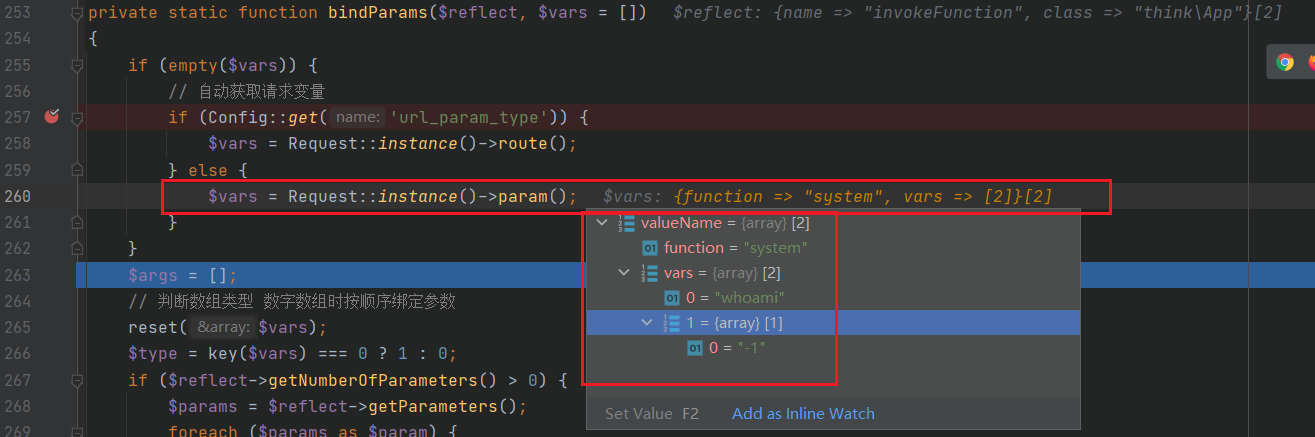 253 private static function bindParams($reflect, $vars = []) $reflect: {name => "invokeFunction", class => "think\App"}[2]
254 {
255 if (empty($vars)) {
256 // 自动获取请求变量
257 if (Config::get( name: 'url_param_type')) {
258 $vars = Request::instance()->route();
259 } else {
260 $vars = Request::instance()->param(); $vars: {function => "system", vars => [2]}[2]
261 }
valueName = {array} [2]
262 }
function = "system"
263 $args = [];
vars = {array} [2]
264 // 判断数组类型 数字数组时按顺序绑定参数
0 = "whoami"
265 reset( &array: $vars);
1 = {array} [1]
266 $type = key($vars) === 0 ? 1 : 0;
0 = "-1"
267 if ($reflect->getNumberOfParameters() > 0) {
268 $params = $reflect->getParameters();
Set Value F2 Add as Inline Watch
269 foreach ($params as $param) {